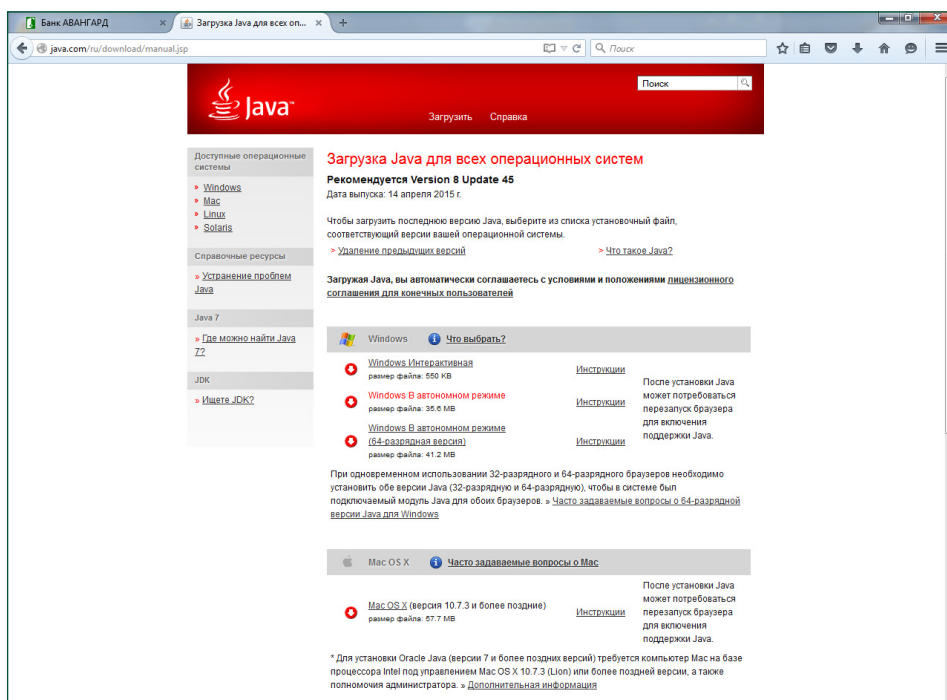 Банк АВАНГАРД
Загрузка Java для всех оп...
java.com/ru/download/manual.jsp
Поиск
Java
Поиск
Загрузить Справка
Доступные операционные
системы
» Windows
» Mac
» Linux
» Solaris
Справочные ресурсы
» Устранение проблем
Java
Java 7
» Где можно найти Java
7?
JDK
» Ищете JDK?
Загрузка Java для всех операционных систем
Рекомендуется Version 8 Update 45
Дата выпуска: 14 апреля 2015 г.
Чтобы загрузить последнюю версию Java, выберите из списка установочный файл,
соответствующий версии вашей операционной системы.
> Удаление предыдущих версий > Что такое Java?
Загружая Java, вы автоматически соглашаетесь с условиями и положениями лицензионного
соглашения для конечных пользователей
Windows Что выбрать?
Windows Интерактивная
размер файла: 550 KB
Инструкции
Windows В автономном режиме
размер файла: 35.6 MB
Инструкции
Windows В автономном режиме
(64-разрядная версия)
размер файла: 41.2 MB
Инструкции
После установки Java
может потребоваться
перезапуск браузера
для включения
поддержки Java.
При одновременном использовании 32-разрядного и 64-разрядного браузеров необходимо
установить обе версии Java (32-разрядную и 64-разрядную), чтобы в системе был
подключаемый модуль Java для обоих браузеров. » Часто задаваемые вопросы о 64-разрядной
версии Java для Windows
Mac OS X Часто задаваемые вопросы о Mac
Mac OS X (версия 10.7.3 и более поздние)
размер файла: 57.7 MB
Инструкции
После установки Java
может потребоваться
перезапуск браузера
для включения
поддержки Java.
* Для установки Oracle Java (версии 7 и более поздних версий) требуется компьютер Mac на базе
процессора Intel под управлением Mac OS X 10.7.3 (Lion) или более поздней версии, а также
полномочия администратора. » Дополнительная информация